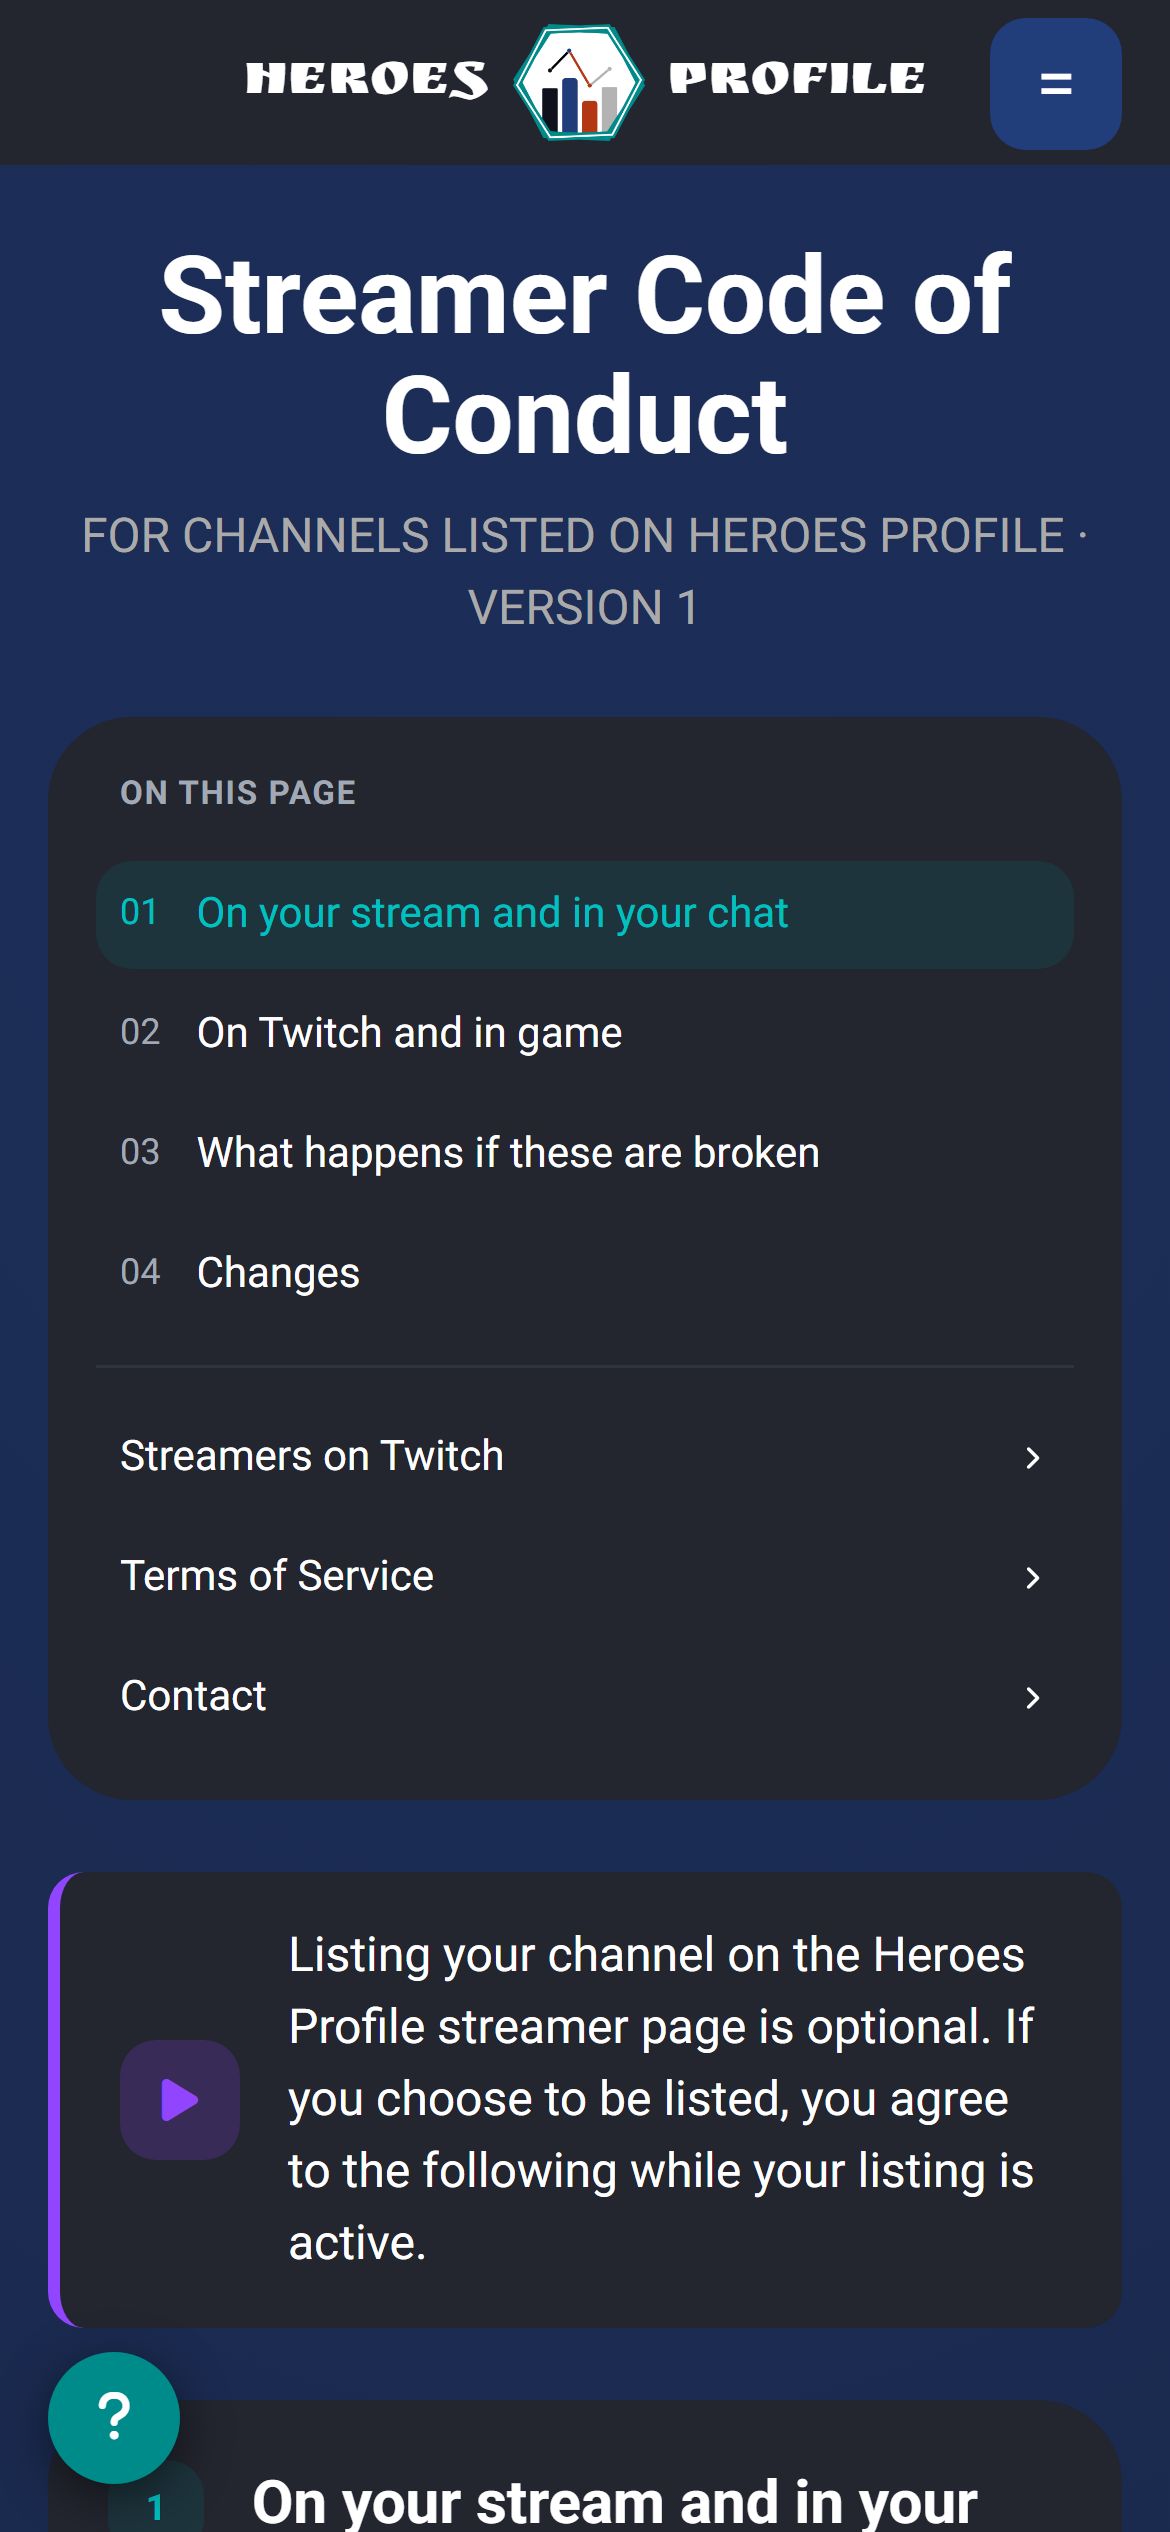 HEROES PROFILE
=
Streamer Code of
Conduct
FOR CHANNELS LISTED ON HEROES PROFILE ·
VERSION 1
ON THIS PAGE
01 On your stream and in your chat
02 On Twitch and in game
03 What happens if these are broken
04 Changes
Streamers on Twitch
Terms of Service
Contact
Listing your channel on the Heroes
Profile streamer page is optional. If
you choose to be listed, you agree
to the following while your listing is
active.
?
1 On your stream and in your